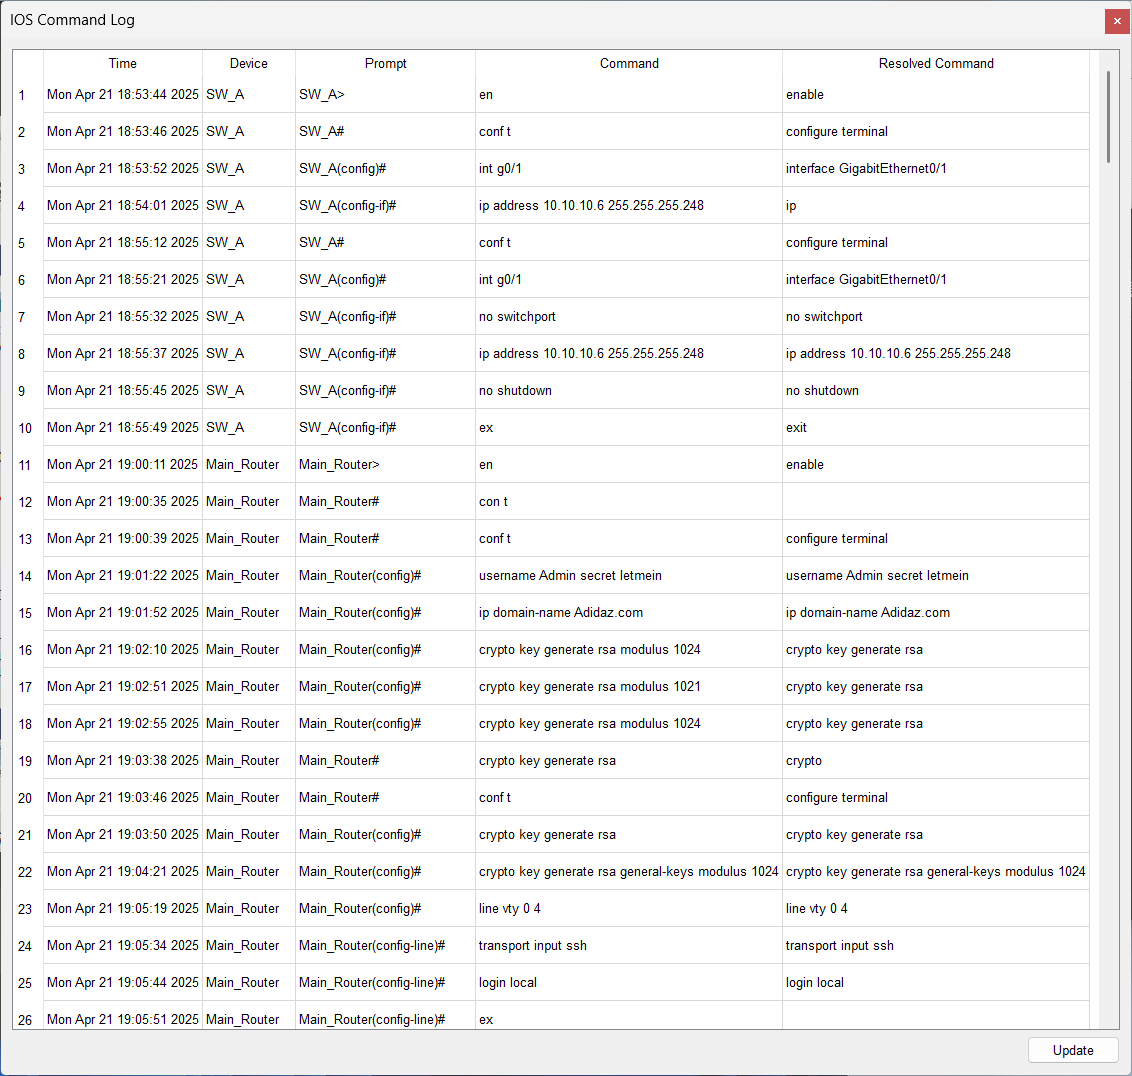 IOS Command Log
Time Device Prompt Command Resolved Command
1 Mon Apr 21 18:53:44 2025 SW_A SW_A> en enable
2 Mon Apr 21 18:53:46 2025 SW_A SW_A# conf t configure terminal
3 Mon Apr 21 18:53:52 2025 SW_A SW_A(config)# int g0/1 interface GigabitEthernet0/1
4 Mon Apr 21 18:54:01 2025 SW_A SW_A(config-if)# ip address 10.10.10.6 255.255.255.248 ip
5 Mon Apr 21 18:55:12 2025 SW_A SW_A# conf t configure terminal
6 Mon Apr 21 18:55:21 2025 SW_A SW_A(config)# int g0/1 interface GigabitEthernet0/1
7 Mon Apr 21 18:55:32 2025 SW_A SW_A(config-if)# no switchport no switchport
8 Mon Apr 21 18:55:37 2025 SW_A SW_A(config-if)# ip address 10.10.10.6 255.255.255.248 ip address 10.10.10.6 255.255.255.248
9 Mon Apr 21 18:55:45 2025 SW_A SW_A(config-if)# no shutdown no shutdown
10 Mon Apr 21 18:55:49 2025 SW_A SW_A(config-if)# ex exit
11 Mon Apr 21 19:00:11 2025 Main_Router Main_Router> en enable
12 Mon Apr 21 19:00:35 2025 Main_Router Main_Router# con t
13 Mon Apr 21 19:00:39 2025 Main_Router Main_Router# conf t configure terminal
14 Mon Apr 21 19:01:22 2025 Main_Router Main_Router(config)# username Admin secret letmein username Admin secret letmein
15 Mon Apr 21 19:01:52 2025 Main_Router Main_Router(config)# ip domain-name Adidaz.com ip domain-name Adidaz.com
16 Mon Apr 21 19:02:10 2025 Main_Router Main_Router(config)# crypto key generate rsa modulus 1024 crypto key generate rsa
17 Mon Apr 21 19:02:51 2025 Main_Router Main_Router(config)# crypto key generate rsa modulus 1021 crypto key generate rsa
18 Mon Apr 21 19:02:55 2025 Main_Router Main_Router(config)# crypto key generate rsa modulus 1024 crypto key generate rsa
19 Mon Apr 21 19:03:38 2025 Main_Router Main_Router# crypto key generate rsa crypto
20 Mon Apr 21 19:03:46 2025 Main_Router Main_Router# conf t configure terminal
21 Mon Apr 21 19:03:50 2025 Main_Router Main_Router(config)# crypto key generate rsa crypto key generate rsa
22 Mon Apr 21 19:04:21 2025 Main_Router Main_Router(config)# crypto key generate rsa general-keys modulus 1024 crypto key generate rsa general-keys modulus 1024
23 Mon Apr 21 19:05:19 2025 Main_Router Main_Router(config)# line vty 0 4 line vty 0 4
24 Mon Apr 21 19:05:34 2025 Main_Router Main_Router(config-line)# transport input ssh transport input ssh
25 Mon Apr 21 19:05:44 2025 Main_Router Main_Router(config-line)# login local login local
26 Mon Apr 21 19:05:51 2025 Main_Router Main_Router(config-line)# ex
Update